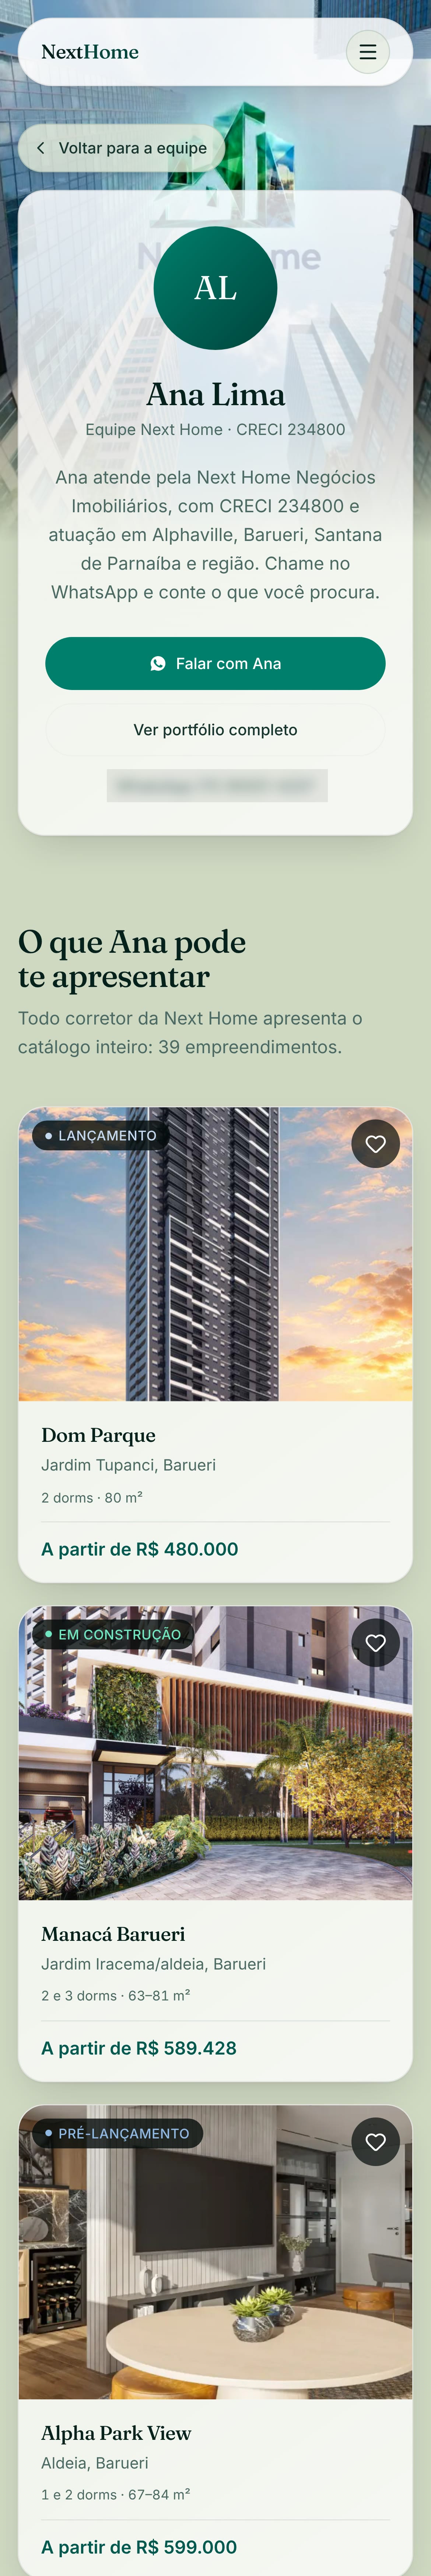 NextHome
Voltar para a equipe
AL
Ana Lima
Equipe Next Home · CRECI 234800
Ana atende pela Next Home Negócios
Imobiliários, com CRECI 234800 e
atuação em Alphaville, Barueri, Santana
de Parnaíba e região. Chame no
WhatsApp e conte o que você procura.
Falar com Ana
Ver portfólio completo
O que Ana pode
te apresentar
Todo corretor da Next Home apresenta o
catálogo inteiro: 39 empreendimentos.
LANÇAMENTO
Dom Parque
Jardim Tupanci, Barueri
2 dorms · 80 m²
A partir de R$ 480.000
EM CONSTRUÇÃO
Manacá Barueri
Jardim Iracema/aldeia, Barueri
2 e 3 dorms · 63–81 m²
A partir de R$ 589.428
PRÉ-LANÇAMENTO
Alpha Park View
Aldeia, Barueri
1 e 2 dorms · 67–84 m²
A partir de R$ 599.000